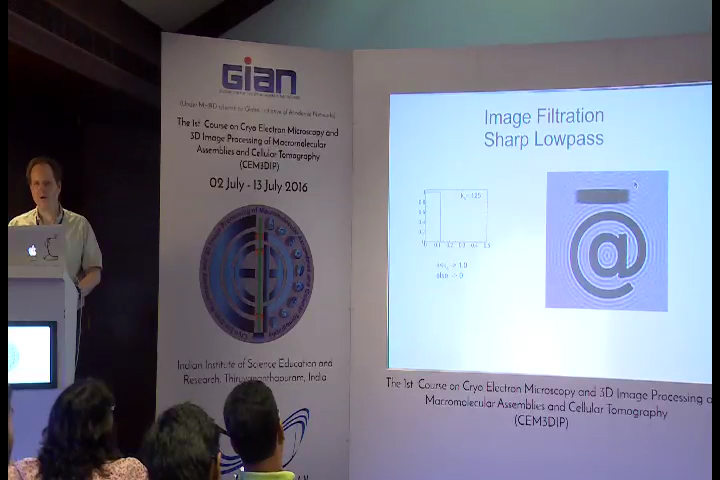 GIAN
The 1st Course on Cryo Electron Microscopy and
3D Image Processing of Macromolecular
Assemblies and Cellular Tomography
(CEM3DIP)
02 July - 13 July 2016
Indian Institute of Science Education and
Research, Thiruvananthapuram, India
Image Filtration
Sharp Lowpass
@
The 1st Course on Cryo Electron Microscopy and 3D Image Processing
Macromolecular Assemblies and Cellular Tomography
(CEM3DIP)